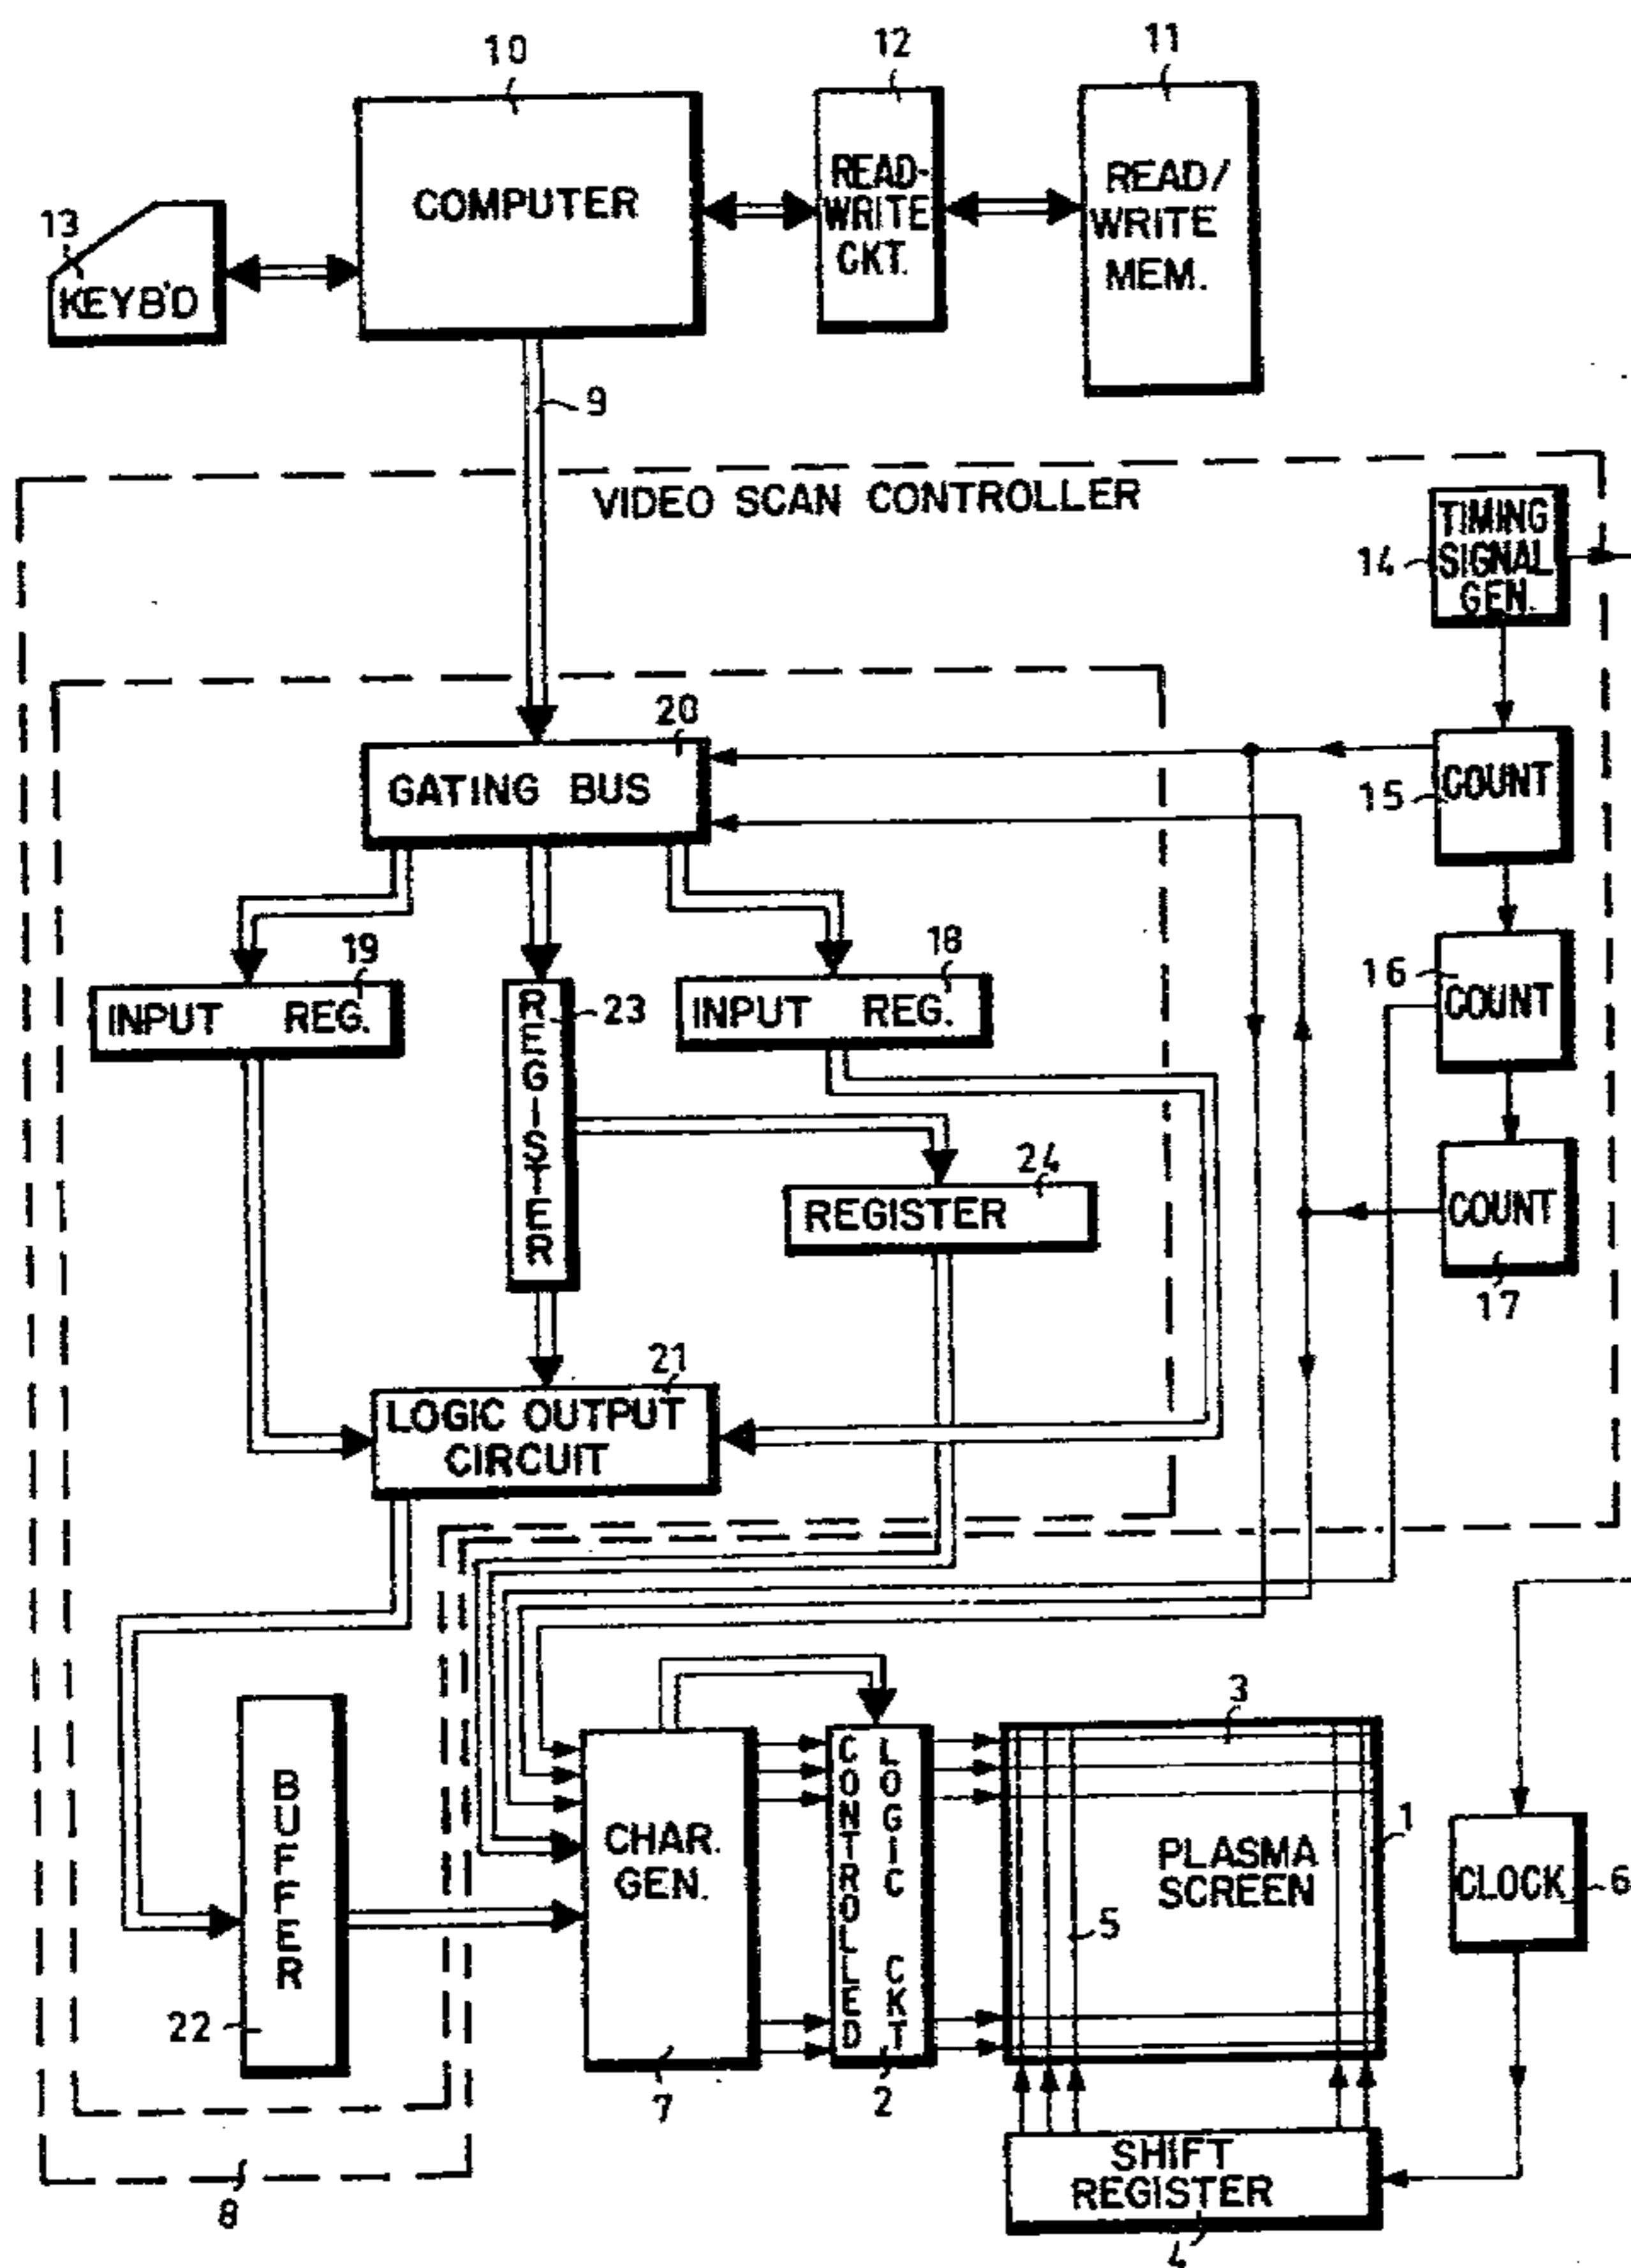 10
12
11
COMPUTER
READ-
WRITE
CKT.
READ/
WRITE
MEM.
13
KEYB'D
9
VIDEO SCAN CONTROLLER
TIMING
SIGNAL
GEN.
14
20
GATING BUS
COUNT
15
19
INPUT REG.
REGISTER
23
18
INPUT REG.
16
COUNT
24
REGISTER
COUNT
17
21
LOGIC OUTPUT
CIRCUIT
BUFFER
22
CHAR.
GEN.
7
CONTROLLED
LOGIC CKT
2
3
PLASMA
SCREEN
1
5
CLOCK
6
8
SHIFT
REGISTER
4